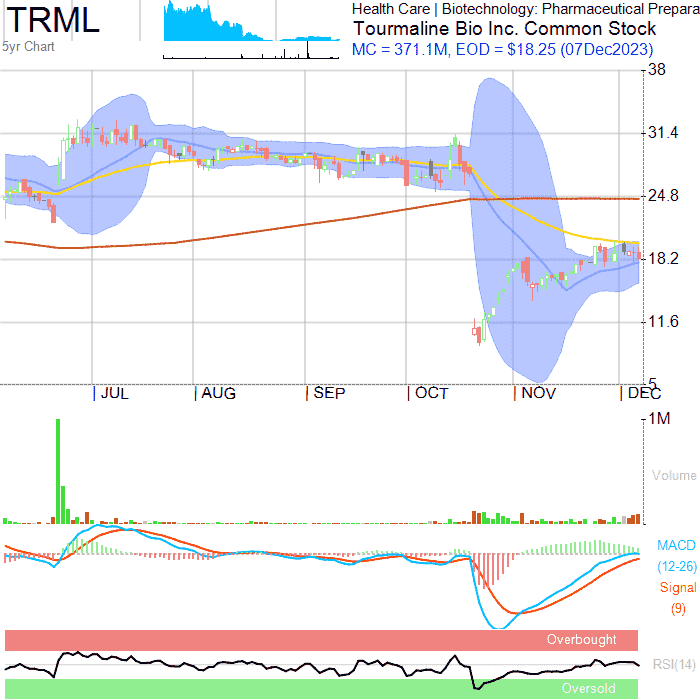 TRML
5yr Chart
Health Care | Biotechnology: Pharmaceutical Prepara
Tourmaline Bio Inc. Common Stock
MC = 371.1M, EOD = $18.25 (07Dec2023)
38
31.4
24.8
18.2
11.6
5
JUL
AUG
SEP
OCT
NOV
DEC
1M
Volume
MACD
(12-26)
Signal
(9)
Overbought
RSI(14)
Oversold